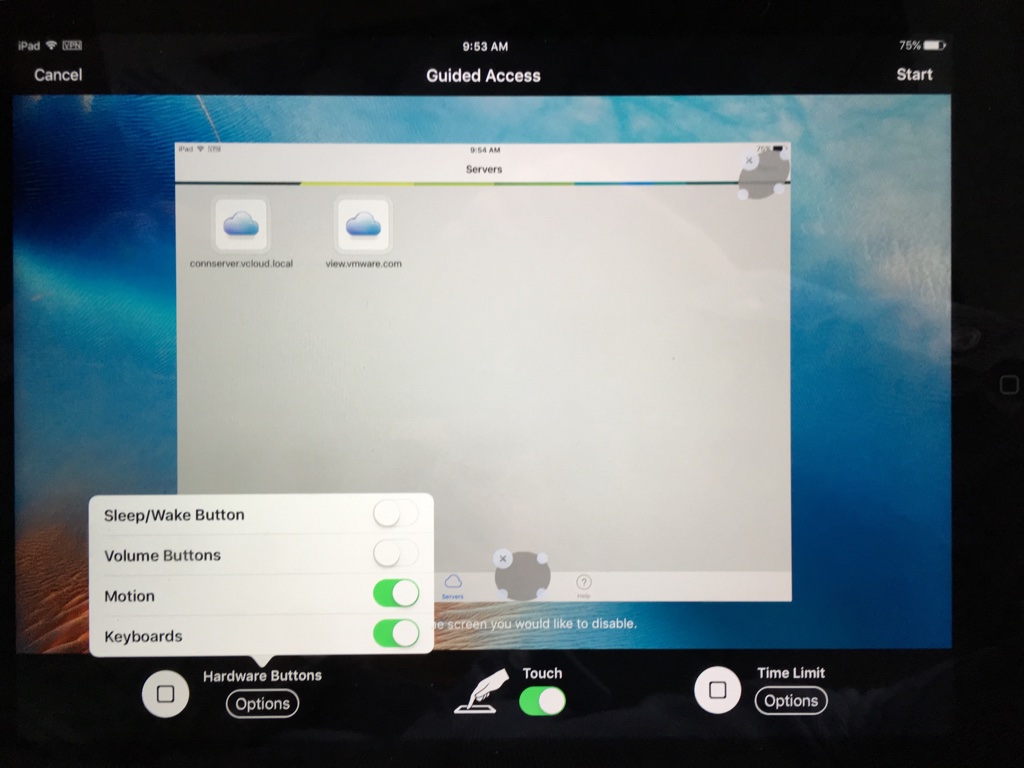 iPad VPN 9:53 AM 75%
Cancel Guided Access Start
iPad VPN 9:54 AM 75%
Servers
connserver.vcloud.local view.vmware.com
Sleep/Wake Button
Volume Buttons
Motion
Keyboards
Servers Help
screen you would like to disable.
Hardware Buttons
Options
Touch
Time Limit
Options